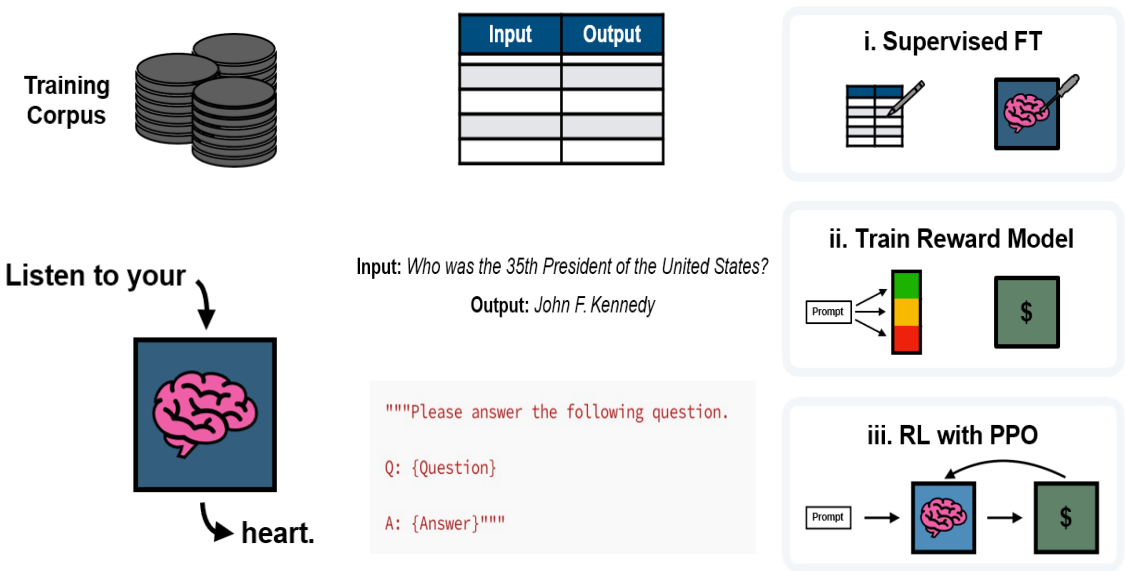 Training
Corpus
Listen to your
heart.
Input Output
Input: Who was the 35th President of the United States?
Output: John F. Kennedy
"""Please answer the following question.
Q: {Question}
A: {Answer}"""
i. Supervised FT
ii. Train Reward Model
Prompt
$
iii. RL with PPO
Prompt
$